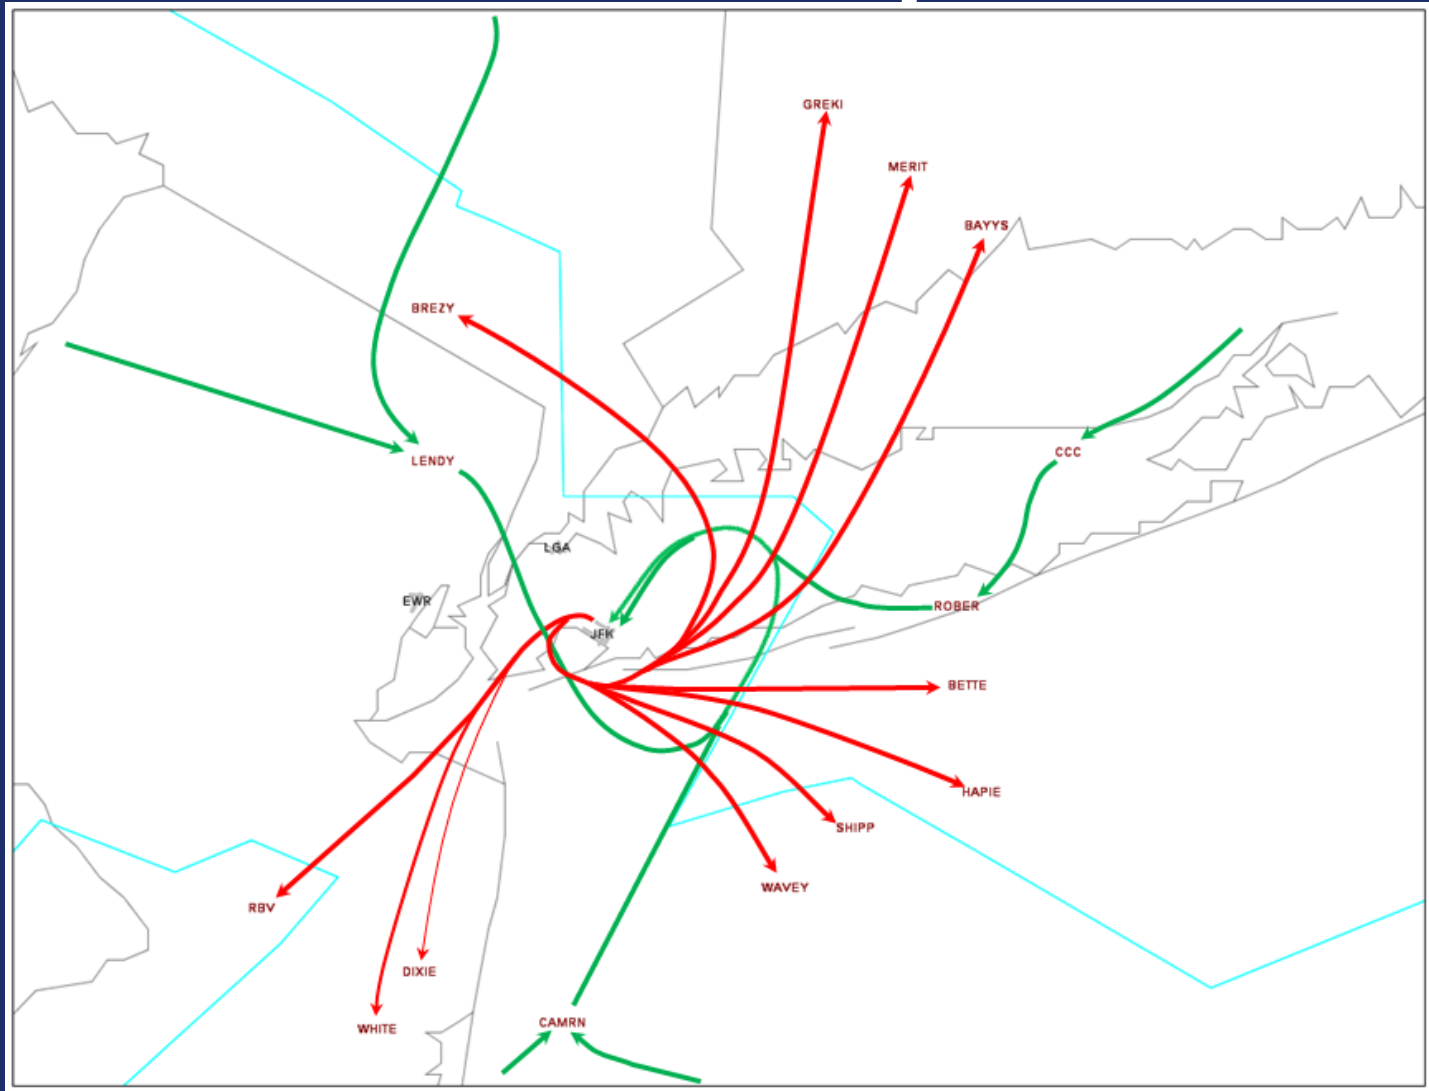 GREKI
MERIT
BAYYS
BREZY
CCC
LENDY
LGA
EWR
ROBER
JFK
BETTE
HAPIE
SHIPP
WAVEY
RBV
DIXIE
CAMRN
WHITE